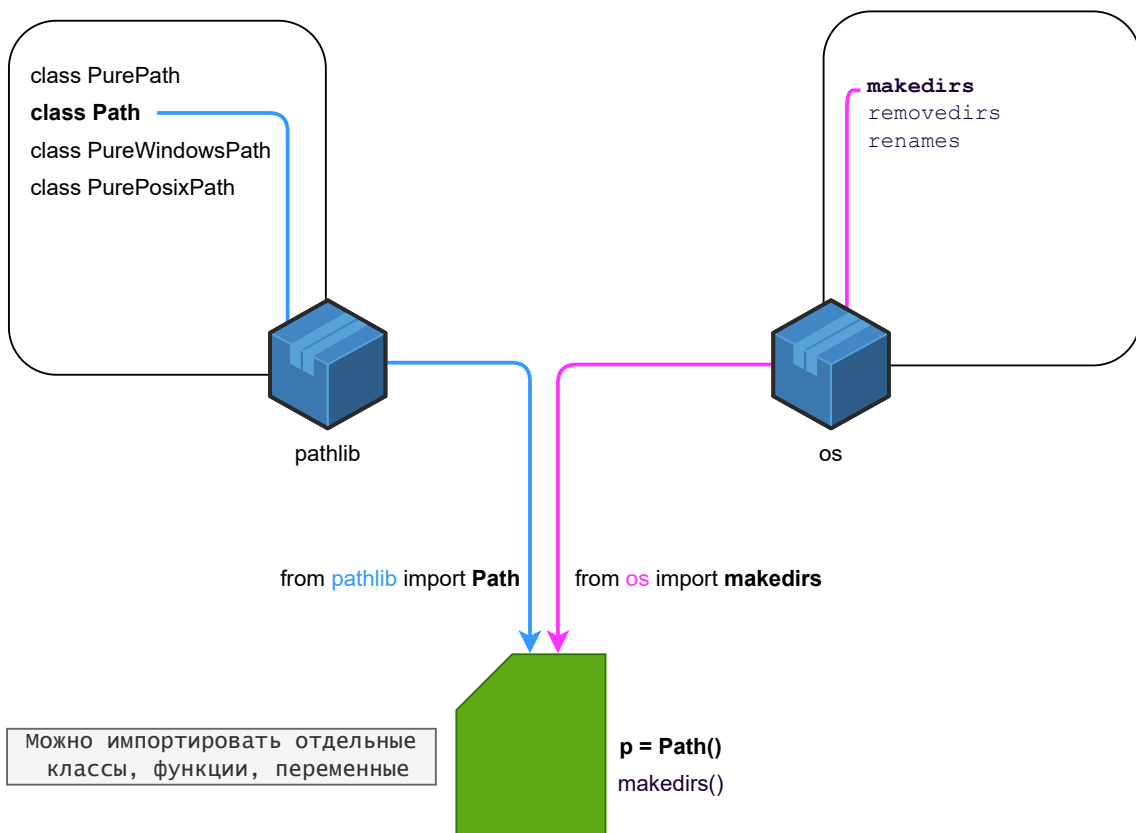 class PurePath
class Path
class PureWindowsPath
class PurePosixPath
makedirs
removedirs
renames
pathlib
os
from pathlib import Path
from os import makedirs
Можно импортировать отдельные
классы, функции, переменные
p = Path()
makedirs()